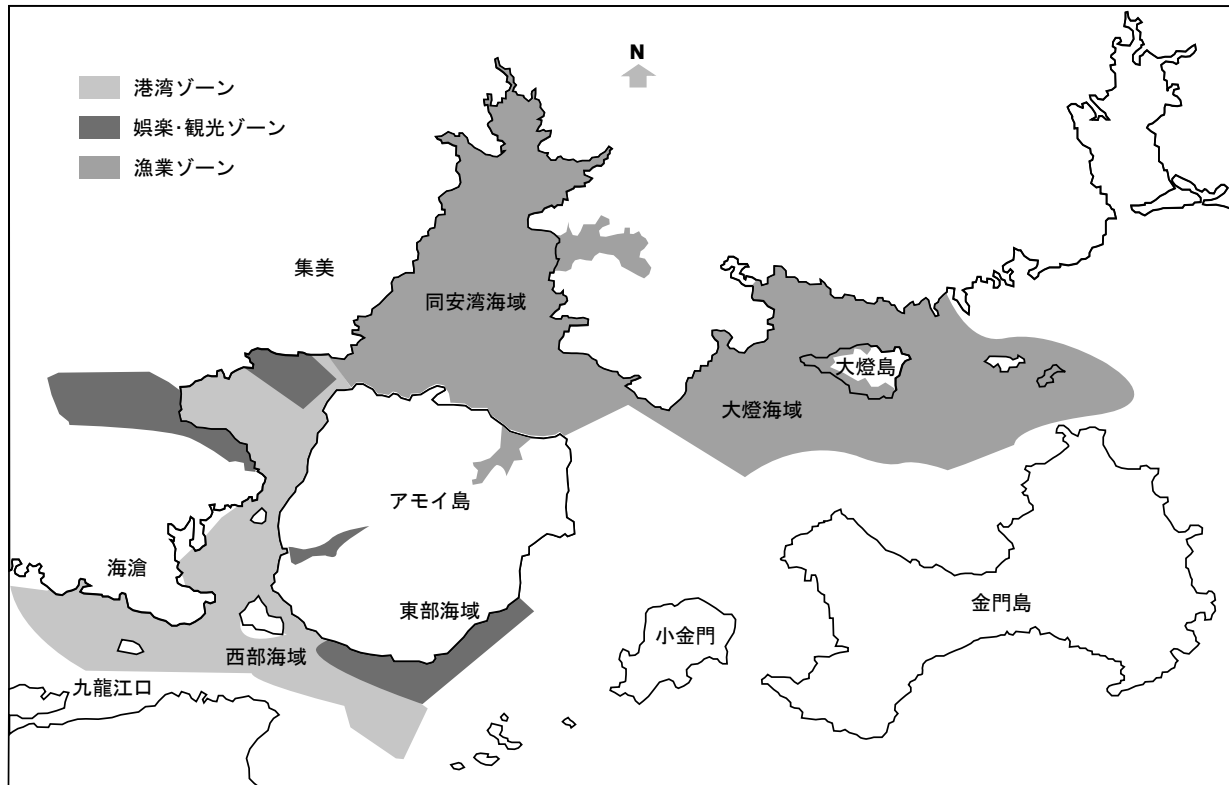 N
港湾ゾーン
娯楽・観光ゾーン
漁業ゾーン
集美
同安湾海域
大燈島
大燈海域
アモイ島
海滄
東部海域
小金門
金門島
西部海域
九龍江口